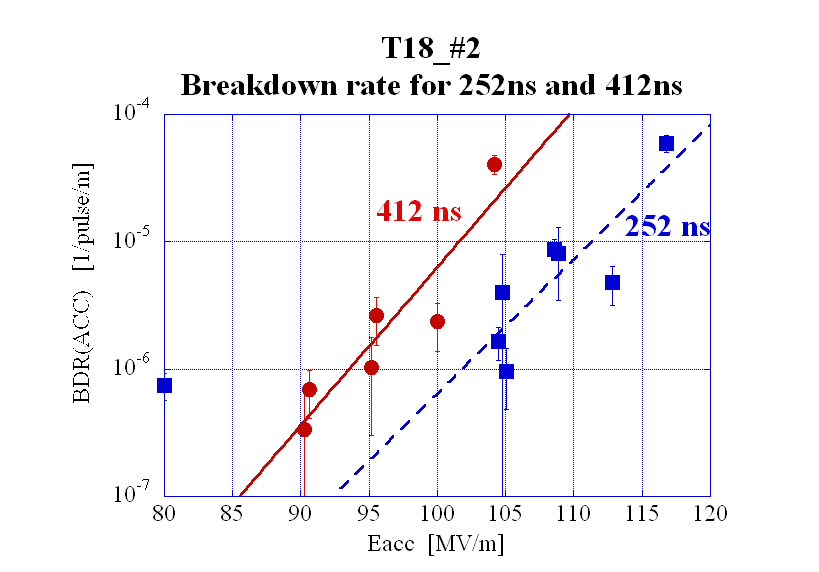 T18_#2
Breakdown rate for 252ns and 412ns
10^-4
10^-5
10^-6
10^-7
BDR(ACC) [1/pulse/m]
412 ns
252 ns
80 85 90 95 100 105 110 115 120
Eacc [MV/m]